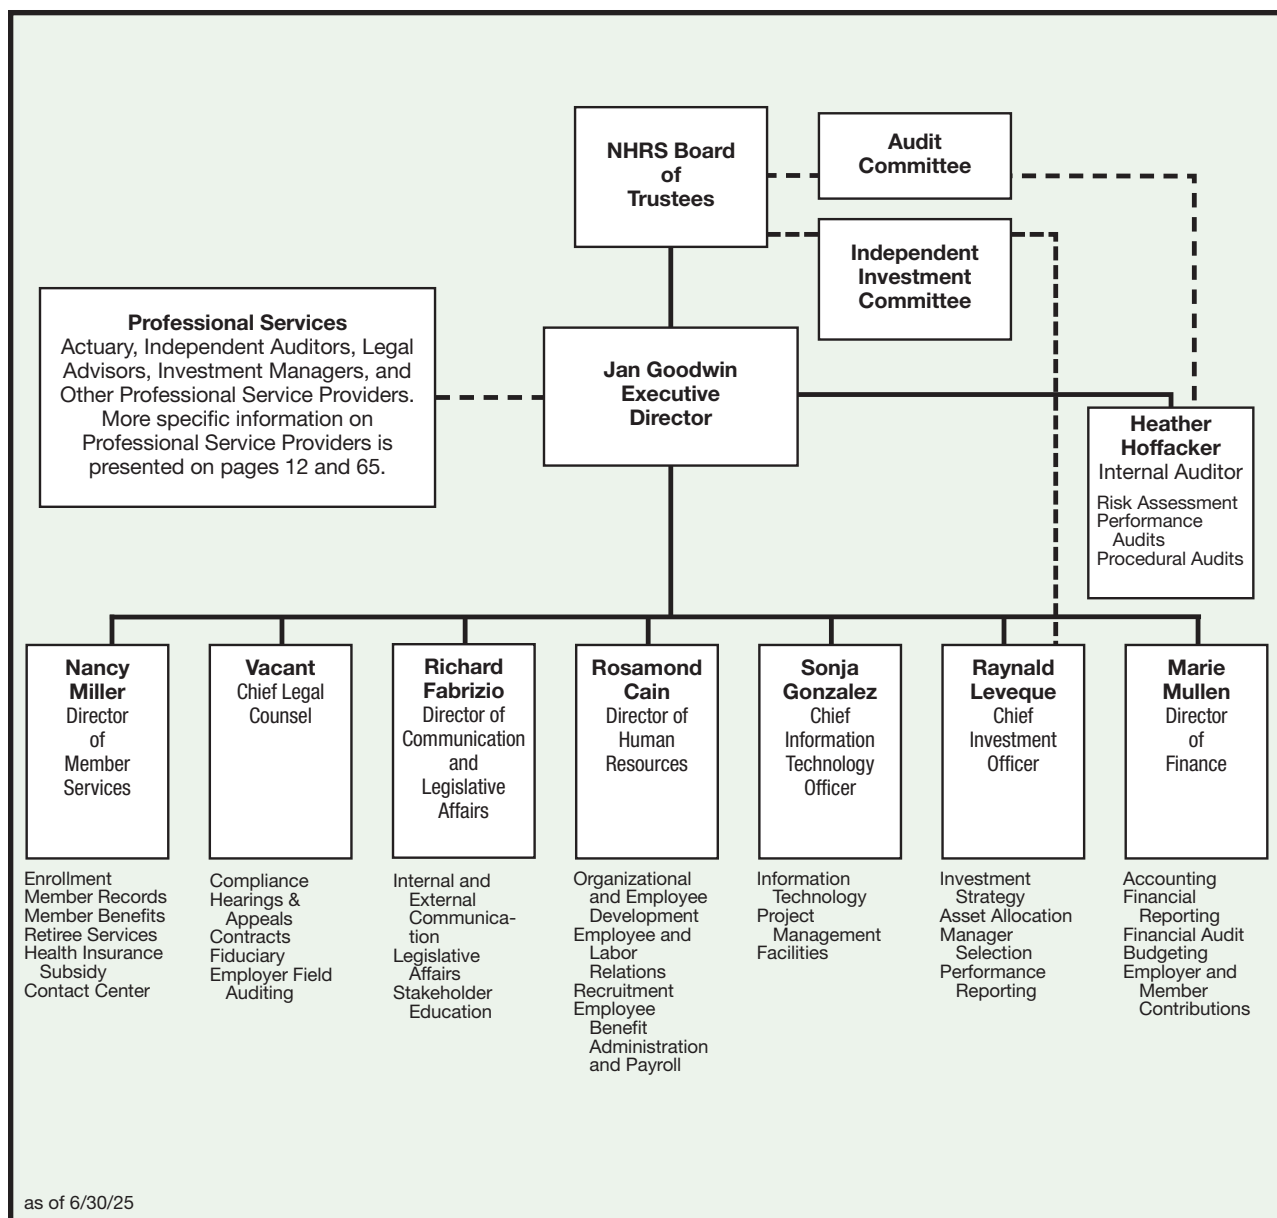 NHRS Board
of
Trustees
Audit
Committee
Independent
Investment
Committee
Professional Services
Actuary, Independent Auditors, Legal
Advisors, Investment Managers, and
Other Professional Service Providers.
More specific information on
Professional Service Providers is
presented on pages 12 and 65.
Jan Goodwin
Executive
Director
Heather
Hoffacker
Internal Auditor
Risk Assessment
Performance
Audits
Procedural Audits
Nancy
Miller
Director
of
Member
Services
Enrollment
Member Records
Member Benefits
Retiree Services
Health Insurance
Subsidy
Contact Center
Vacant
Chief Legal
Counsel
Compliance
Hearings &
Appeals
Contracts
Fiduciary
Employer Field
Auditing
Richard
Fabrizio
Director of
Communication
and
Legislative
Affairs
Internal and
External
Communica-
tion
Legislative
Affairs
Stakeholder
Education
Rosamond
Cain
Director of
Human
Resources
Organizational
and Employee
Development
Employee and
Labor
Relations
Recruitment
Employee
Benefit
Administration
and Payroll
Sonja
Gonzalez
Chief
Information
Technology
Officer
Information
Technology
Project
Management
Facilities
Raynald
Leveque
Chief
Investment
Officer
Investment
Strategy
Asset Allocation
Manager
Selection
Performance
Reporting
Marie
Mullen
Director
of
Finance
Accounting
Financial
Reporting
Financial Audit
Budgeting
Employer and
Member
Contributions
as of 6/30/25